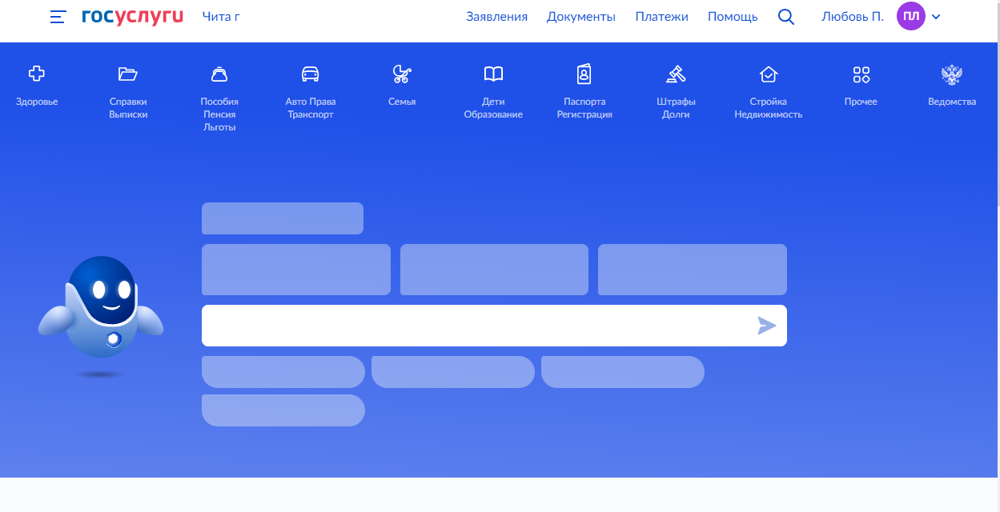 госуслуги Чита г Заявления Документы Платежи Помощь Любовь П. ПЛ
Здоровье
Справки
Выписки
Пособия
Пенсия
Льготы
Авто Права
Транспорт
Семья
Дети
Образование
Паспорта
Регистрация
Штрафы
Долги
Стройка
Недвижимость
Прочее
Ведомства